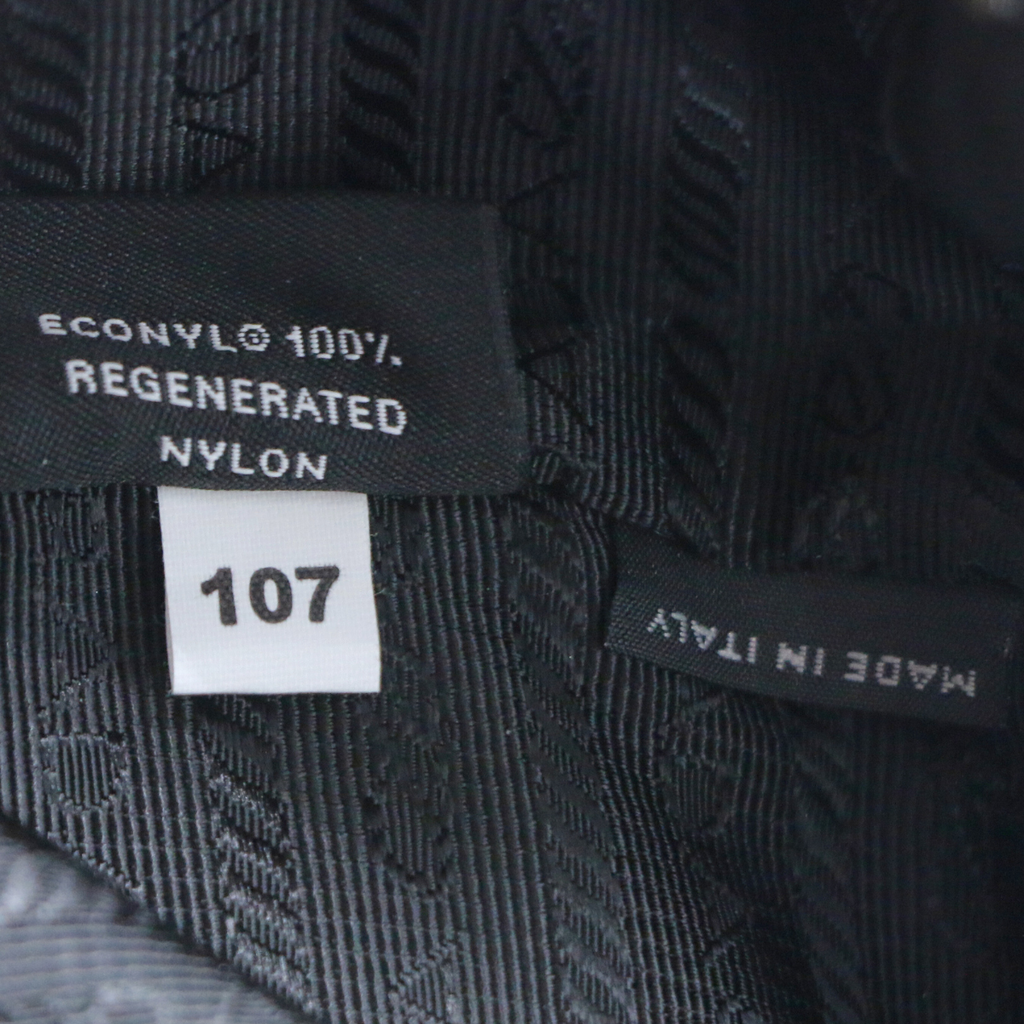 ECONYL® 100%
REGENERATED
NYLON
107
MADE IN ITALY